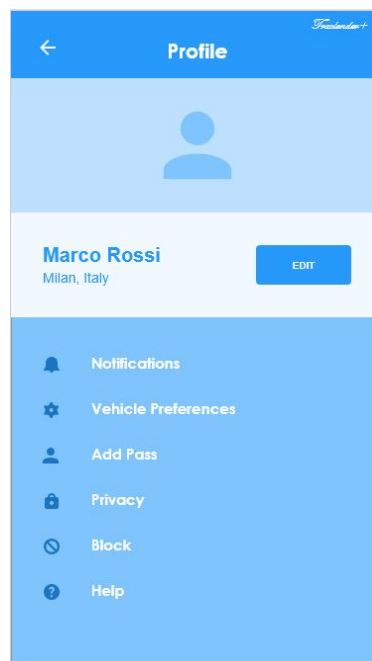 Profile
Marco Rossi
Milan, Italy
EDIT
Notifications
Vehicle Preferences
Add Pass
Privacy
Block
Help